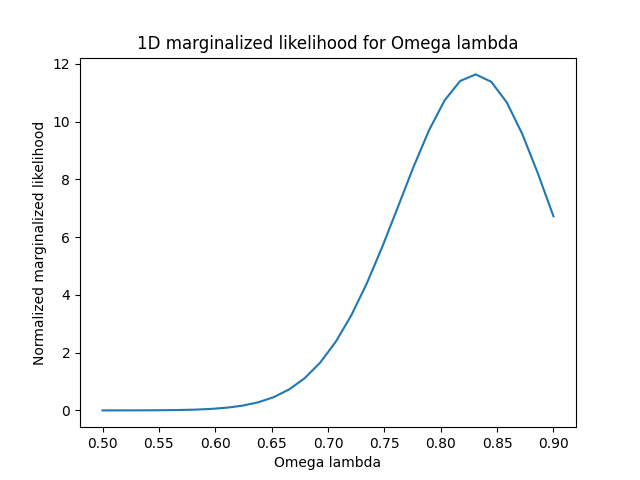 1D marginalized likelihood for Omega lambda
12
10
8
6
4
2
0
Normalized marginalized likelihood
0.50 0.55 0.60 0.65 0.70 0.75 0.80 0.85 0.90
Omega lambda